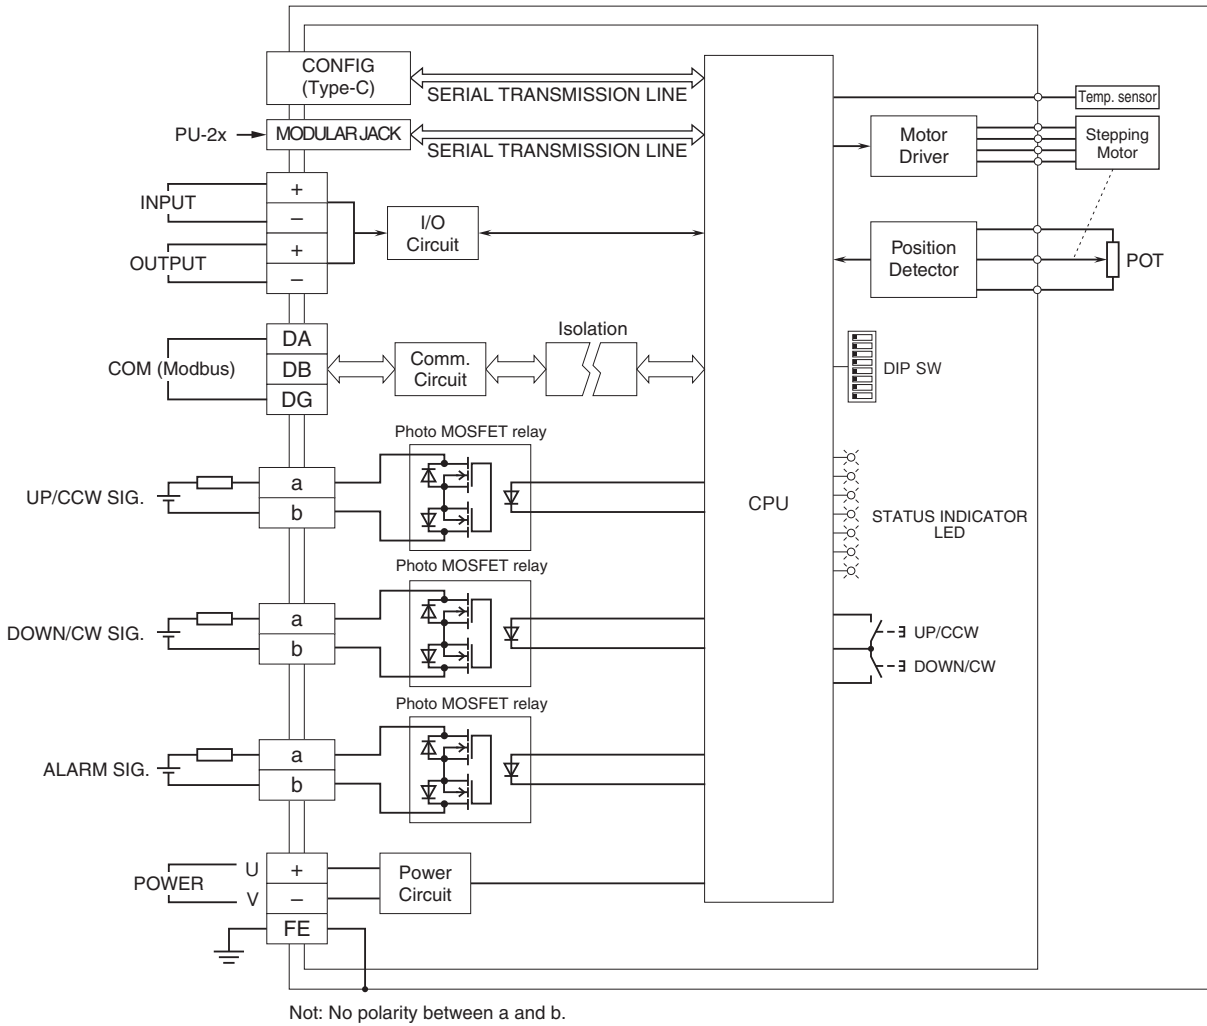 CONFIG
(Type-C)
SERIAL TRANSMISSION LINE
PU-2x
MODULAR JACK
SERIAL TRANSMISSION LINE
Temp. sensor
Motor
Driver
Stepping
Motor
INPUT
+
−
I/O
Circuit
OUTPUT
+
−
Position
Detector
POT
COM (Modbus)
DA
DB
DG
Comm.
Circuit
Isolation
DIP SW
Photo MOSFET relay
UP/CCW SIG.
a
b
CPU
STATUS INDICATOR
LED
Photo MOSFET relay
DOWN/CW SIG.
a
b
UP/CCW
DOWN/CW
Photo MOSFET relay
ALARM SIG.
a
b
POWER
U
V
+
−
FE
Power
Circuit
Not: No polarity between a and b.